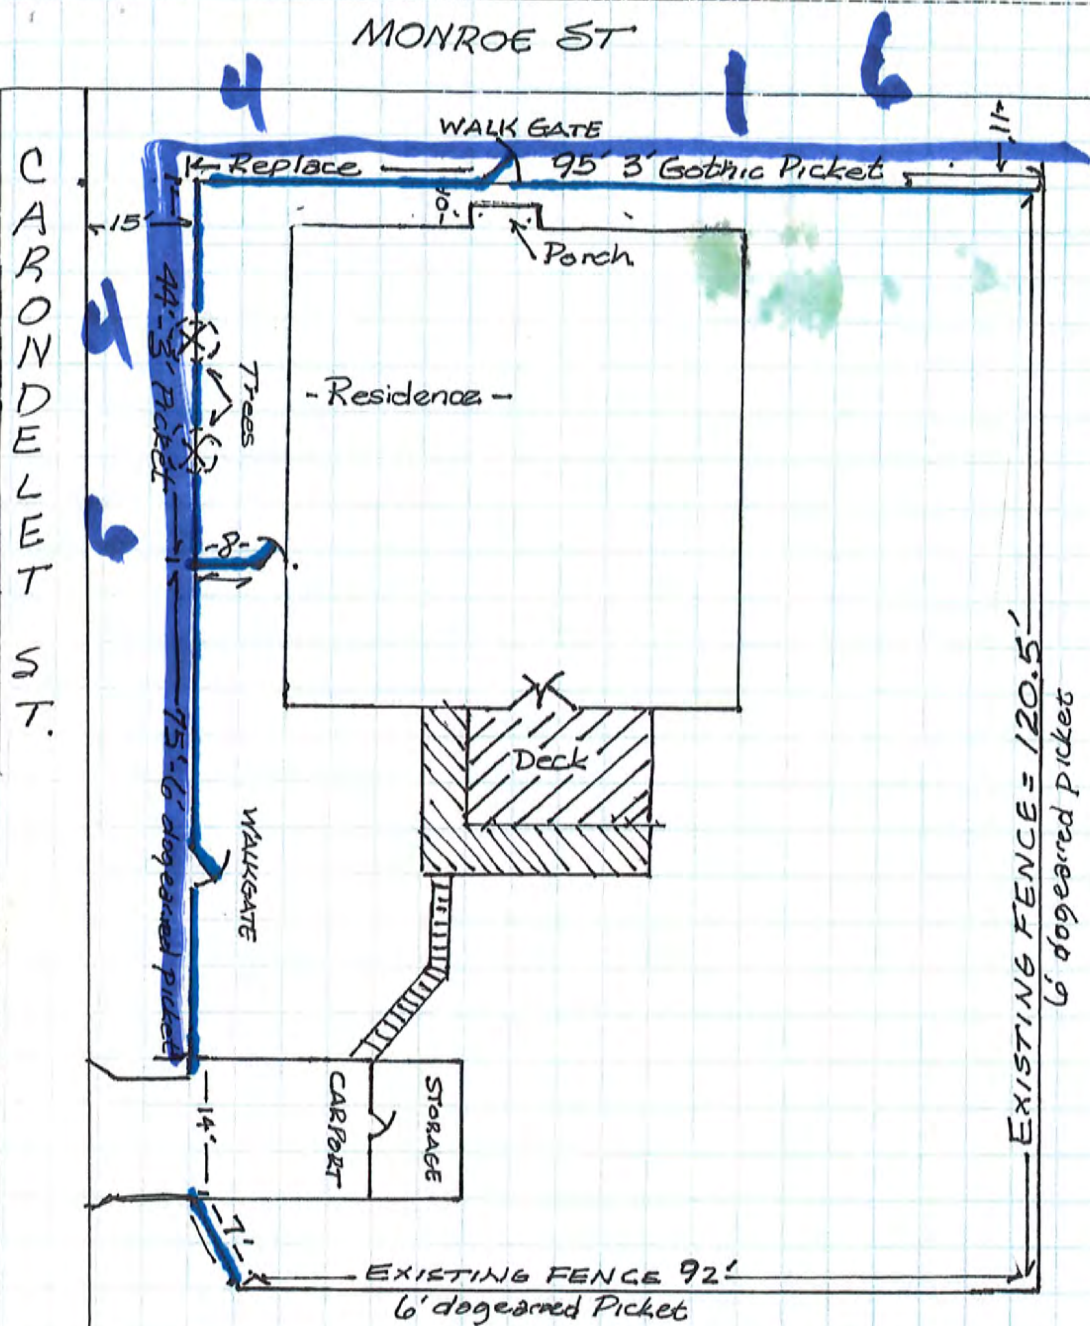 MONROE ST
4 1 6
WALK GATE
Replace 95' 3' Gothic Picket
11'
CARONDELET ST.
15'
Porch
44'-3' Picket
4
Trees
- Residence -
6
-8-
75'-6' dogeared picket
WALKGATE
Deck
CARPORT
STORAGE
14'
7'
EXISTING FENCE = 120.5'
6' dogeared Picket
EXISTING FENCE 92'
6' dogeared Picket